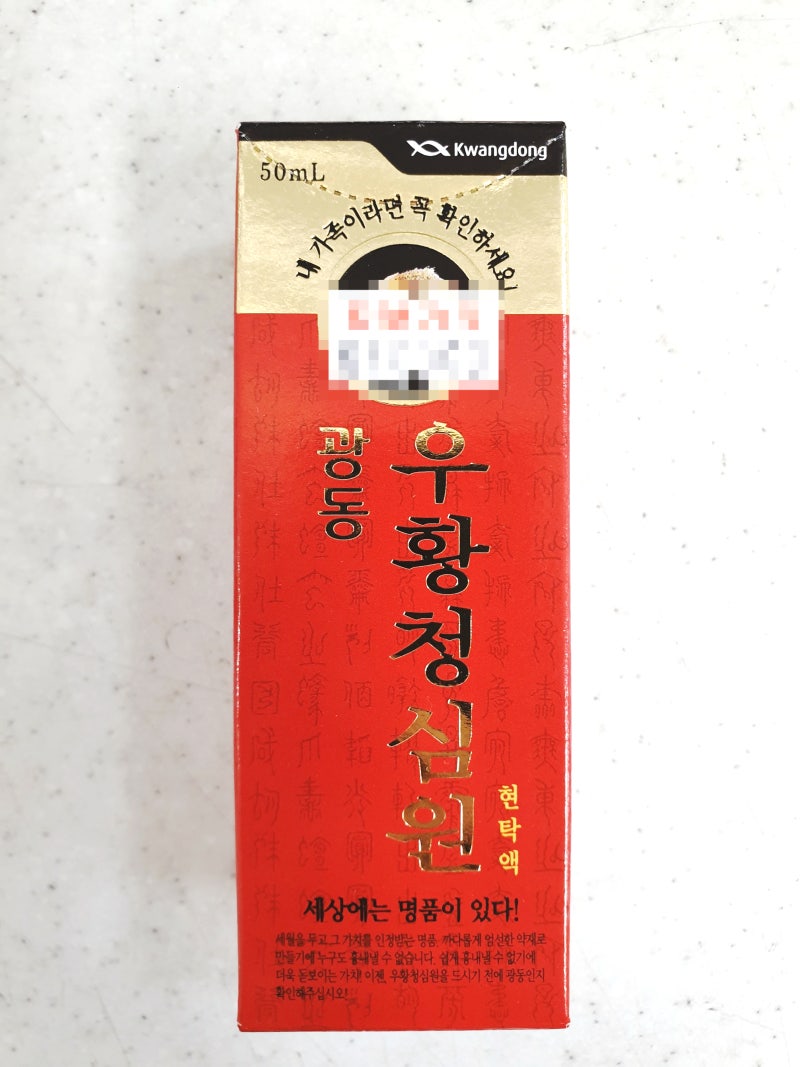 Kwangdong
50mL
내 가족이라면 꼭 확인하세요!
광동
우황청심원
현탁액
세상에는 명품이 있다!
세월을 두고 그 가치를 인정받는 명품. 까다롭게 엄선한 약재로
만들기에 누구도 흉내낼 수 없습니다. 쉽게 흉내낼 수 없기에
더욱 돋보이는 가치! 이젠, 우황청심원을 드시기 전에 광동인지
확인해주십시오!